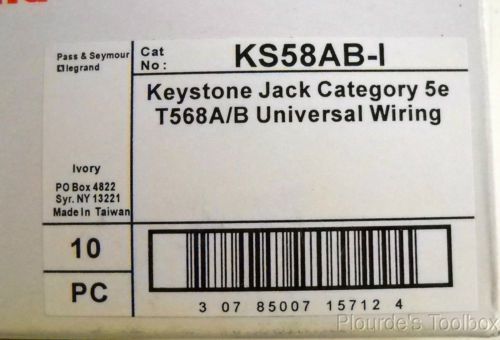 Pass & Seymour
legrand
Cat
No:
KS58AB-I
Keystone Jack Category 5e
T568A/B Universal Wiring
Ivory
PO Box 4822
Syr. NY 13221
Made In Taiwan
10
PC
3 07 85007 15712 4
Plourde's Toolbox